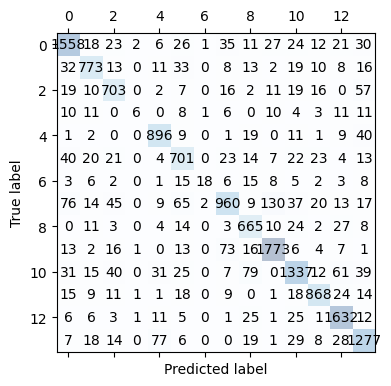 0 2 4 6 8 10 12
0 1558 18 23 2 6 26 1 35 11 27 24 12 21 30
32 773 13 0 11 33 0 8 13 2 19 10 8 16
2 19 10 703 0 2 7 0 16 2 11 19 16 0 57
10 11 0 6 0 8 1 6 0 10 4 3 11 11
4 1 2 0 0 896 9 0 1 19 0 11 1 9 40
40 20 21 0 4 701 0 23 14 7 22 23 4 13
6 3 6 2 0 1 15 18 6 15 8 5 2 3 8
76 14 45 0 9 65 2 960 9 130 37 20 13 17
8 0 11 3 0 4 14 0 3 665 10 24 2 27 8
13 2 16 1 0 13 0 73 16 1773 6 4 7 1
10 31 15 40 0 31 25 0 7 79 0 1337 12 61 39
15 9 11 1 1 18 0 9 0 1 18 868 24 14
12 6 6 3 1 11 5 0 1 25 1 25 1 1632 12
7 18 14 0 77 6 0 0 19 1 29 8 28 1277
True label
Predicted label